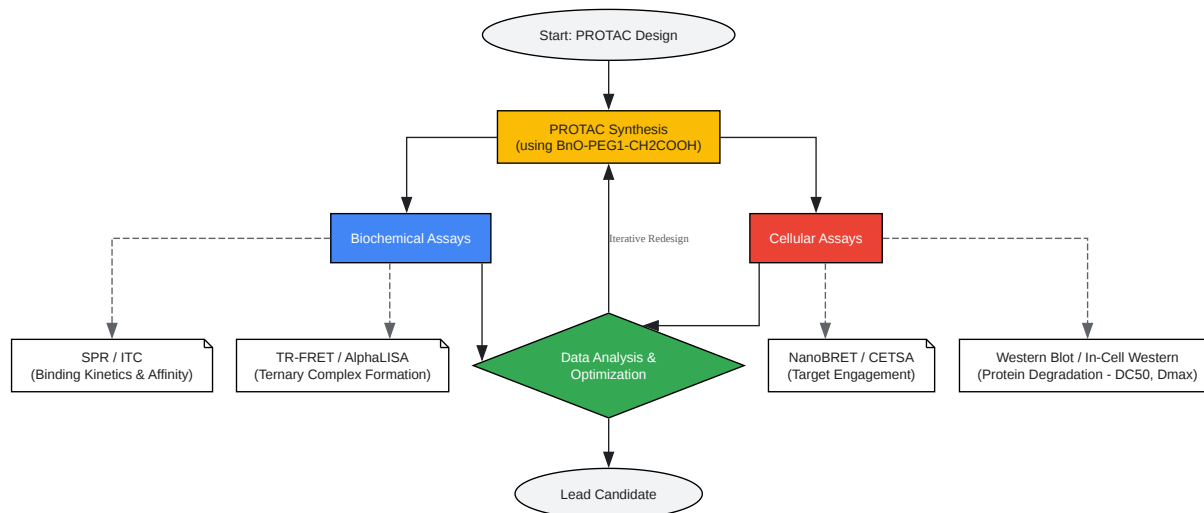 Start: PROTAC Design
PROTAC Synthesis
(using BnO-PEG1-CH2COOH)
Biochemical Assays
Iterative Redesign
Cellular Assays
SPR / ITC
(Binding Kinetics & Affinity)
TR-FRET / AlphaLISA
(Ternary Complex Formation)
Data Analysis &
Optimization
NanoBRET / CETSA
(Target Engagement)
Western Blot / In-Cell Western
(Protein Degradation - DC50, Dmax)
Lead Candidate